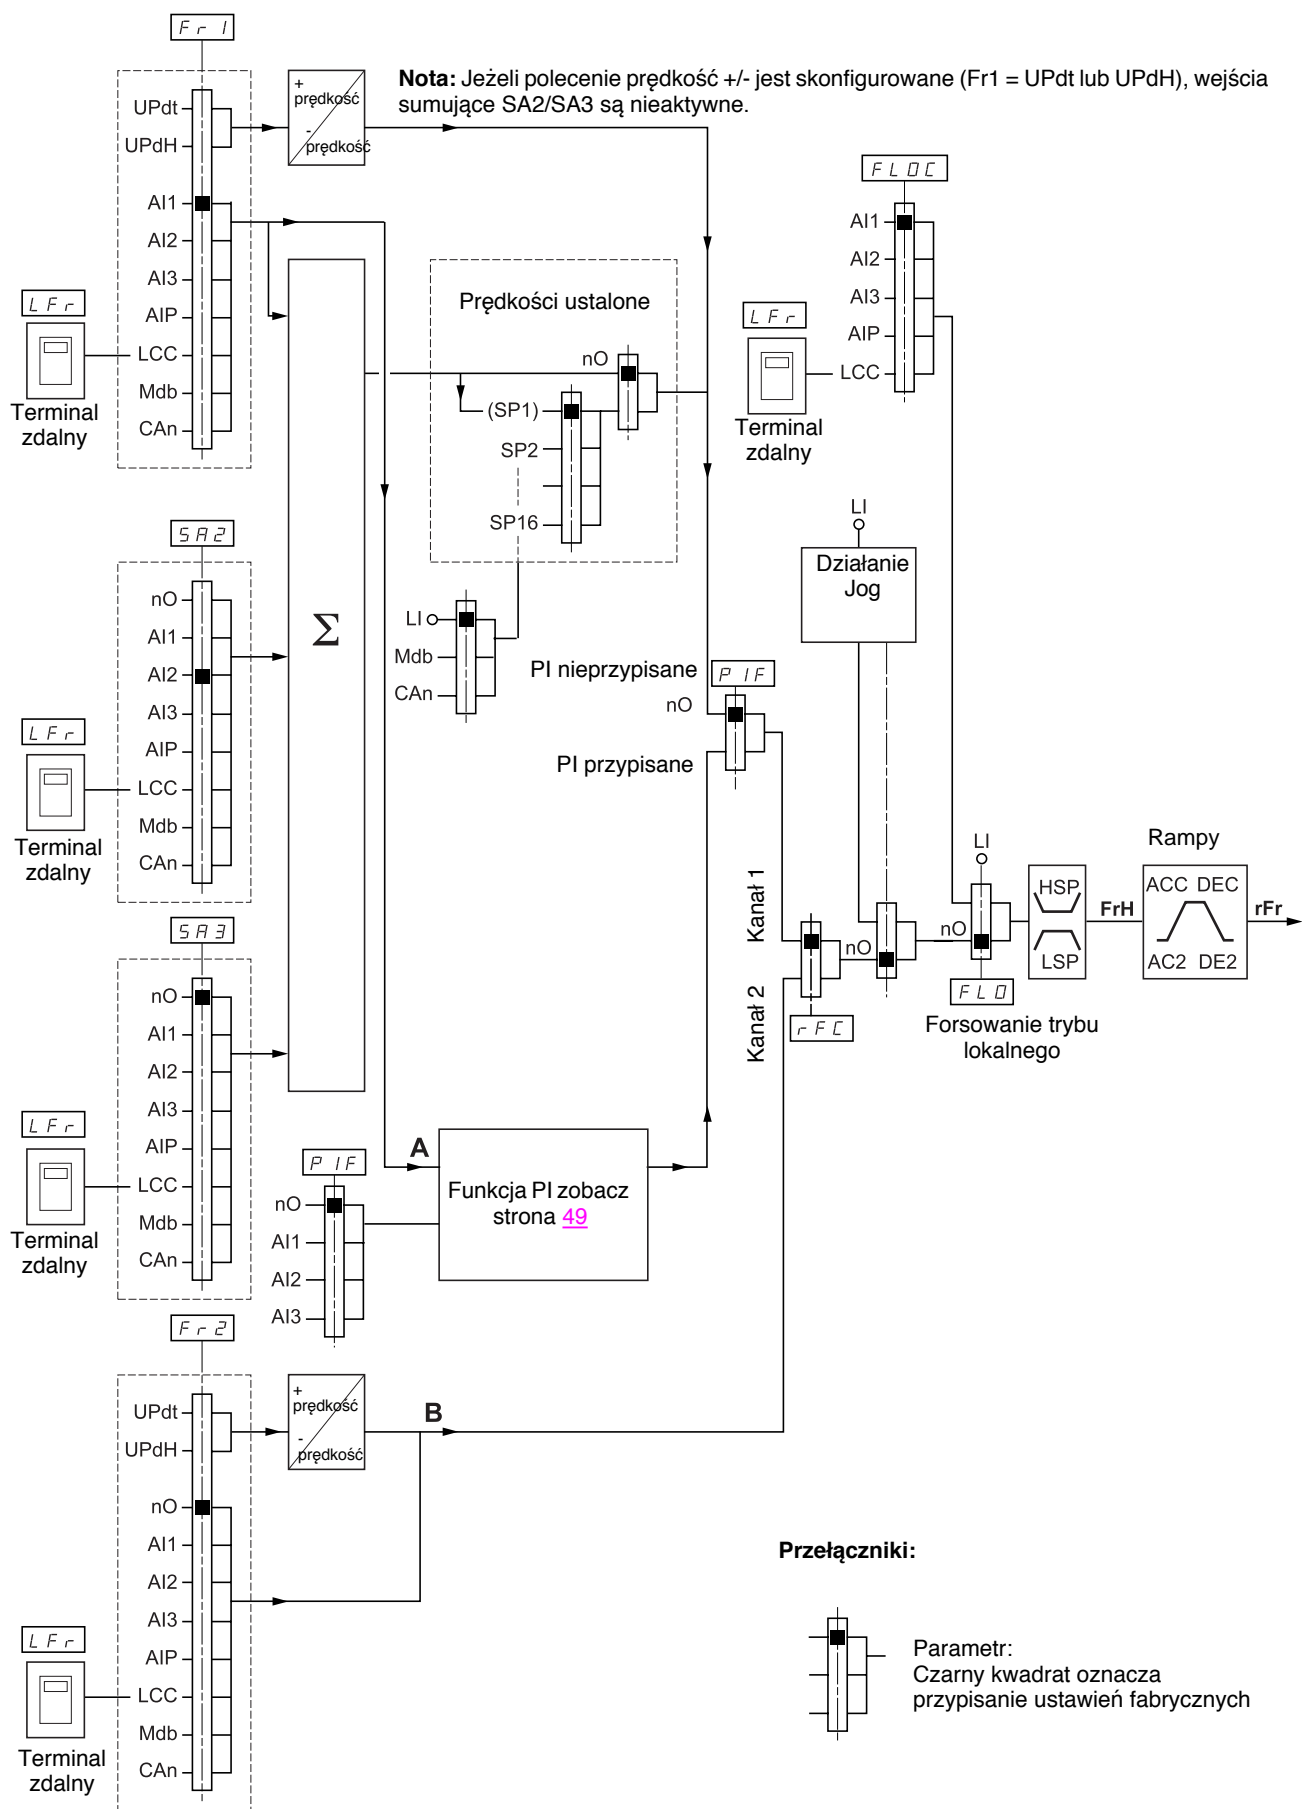 Fr1
Nota: Jeżeli polecenie prędkość +/- jest skonfigurowane (Fr1 = UPdt lub UPdH), wejścia
sumujące SA2/SA3 są nieaktywne.
UPdt
UPdH
+
prędkość
-
prędkość
AI1
AI2
AI3
AIP
LCC
Mdb
CAn
LFr
Terminal
zdalny
FLOC
AI1
AI2
AI3
AIP
LCC
LFr
Terminal
zdalny
Prędkości ustalone
nO
(SP1)
SP2
SP16
LI
Mdb
CAn
SA2
nO
AI1
AI2
AI3
AIP
LCC
Mdb
CAn
LFr
Terminal
zdalny
Σ
LI
Działanie
Jog
PI nieprzypisane
PIF
nO
PI przypisane
Kanał 1
Kanał 2
rFC
nO
nO
LI
FLO
Forsowanie trybu
lokalnego
HSP
LSP
FrH
Rampy
ACC DEC
AC2 DE2
rFr
SA3
nO
AI1
AI2
AI3
AIP
LCC
Mdb
CAn
LFr
Terminal
zdalny
A
PIF
nO
AI1
AI2
AI3
Funkcja PI zobacz
strona 49
Fr2
UPdt
UPdH
+
prędkość
-
prędkość
B
nO
AI1
AI2
AI3
AIP
LCC
Mdb
CAn
LFr
Terminal
zdalny
Przełączniki:
Parametr:
Czarny kwadrat oznacza
przypisanie ustawień fabrycznych